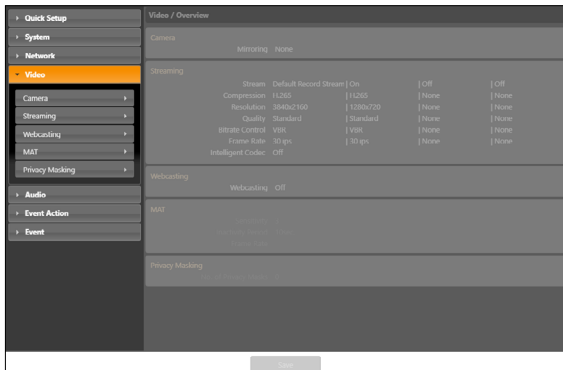 Quick Setup
System
Network
Video
Camera
Streaming
Webcasting
MAT
Privacy Masking
Audio
Event Action
Event
Video / Overview
Camera
Mirroring None
Streaming
Stream Default Record Stream | On | Off | Off
Compression H.265 | H.265 | None | None
Resolution 3840x2160 | 1280x720 | None | None
Quality Standard | Standard | None | None
Bitrate Control VBR | VBR | None | None
Frame Rate 30 ips | 30 ips | None | None
Intelligent Codec Off
Webcasting
Webcasting Off
MAT
Privacy Masking
Save